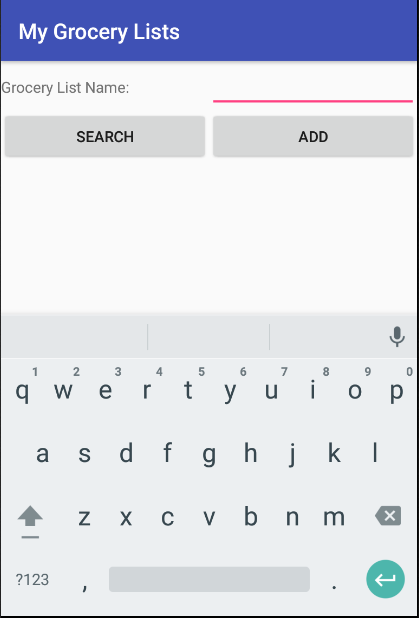 My Grocery Lists
Grocery List Name:
SEARCH ADD
1 2 3 4 5 6 7 8 9 0
q w e r t y u i o p
a s d f g h j k l
z x c v b n m
?123 , .